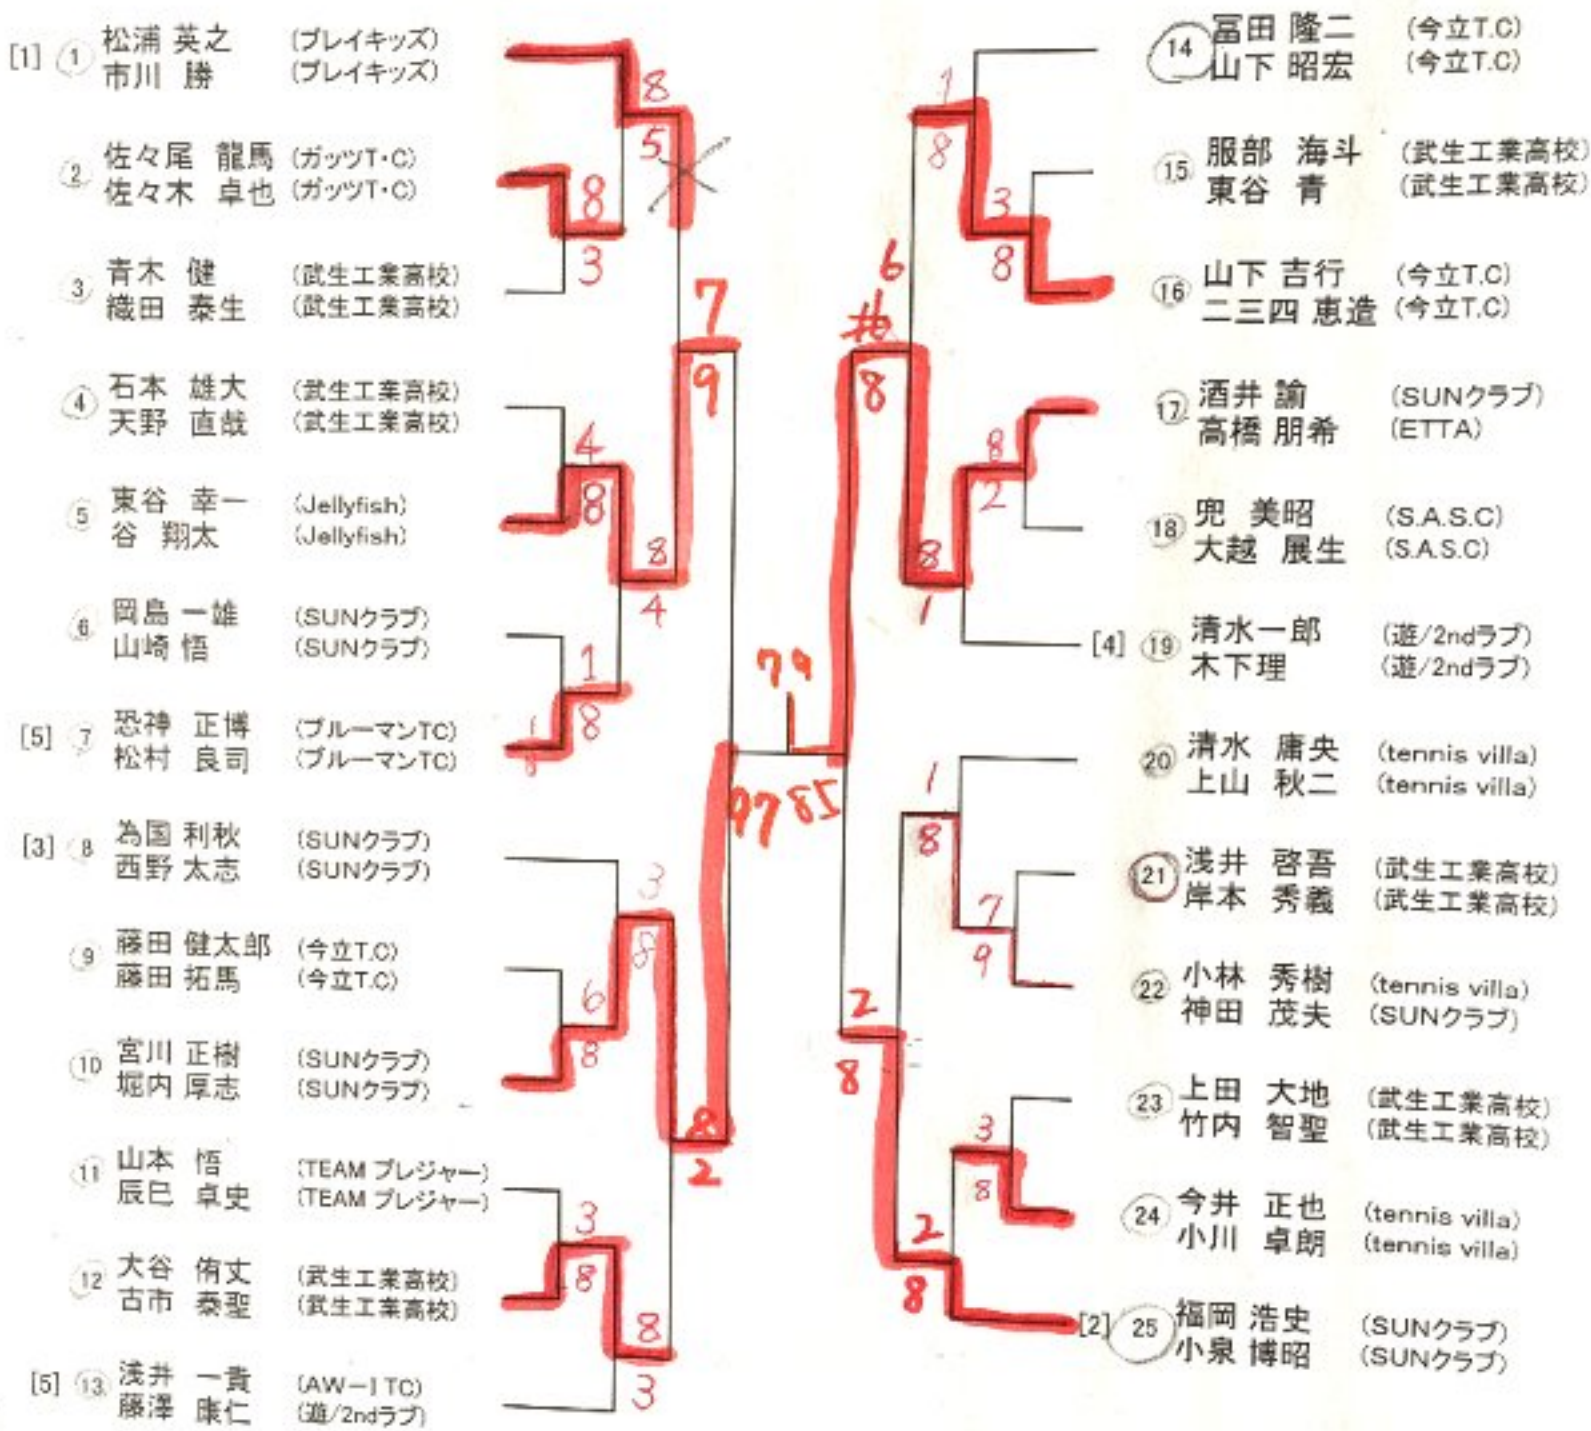 [1] 1 松浦 英之 (プレイキッズ)
市川 勝 (プレイキッズ)
2 佐々尾 龍馬 (ガッツT・C)
佐々木 卓也 (ガッツT・C)
3 青木 健 (武生工業高校)
織田 泰生 (武生工業高校)
4 石本 雄大 (武生工業高校)
天野 直哉 (武生工業高校)
5 東谷 幸一 (Jellyfish)
谷 翔太 (Jellyfish)
6 岡島 一雄 (SUNクラブ)
山崎 悟 (SUNクラブ)
[5] 7 恐神 正博 (ブルーマンTC)
松村 良司 (ブルーマンTC)
[3] 8 為国 利秋 (SUNクラブ)
西野 太志 (SUNクラブ)
9 藤田 健太郎 (今立T.C)
藤田 拓馬 (今立T.C)
10 宮川 正樹 (SUNクラブ)
堀内 厚志 (SUNクラブ)
11 山本 悟 (TEAM プレジャー)
辰巳 卓史 (TEAM プレジャー)
12 大谷 侑丈 (武生工業高校)
古市 泰聖 (武生工業高校)
[5] 13 浅井 一貴 (AW-I TC)
藤澤 康仁 (遊/2ndラブ)
8
5
8
3
7
9
4
8
8
4
1
8
1
8
3
8
6
8
8
2
3
8
8
3
79
97 85
14 冨田 隆二 (今立T.C)
山下 昭宏 (今立T.C)
15 服部 海斗 (武生工業高校)
東谷 青 (武生工業高校)
16 山下 吉行 (今立T.C)
二三四 恵造 (今立T.C)
17 酒井 諭 (SUNクラブ)
高橋 朋希 (ETTA)
18 兜 美昭 (S.A.S.C)
大越 展生 (S.A.S.C)
[4] 19 清水一郎 (遊/2ndラブ)
木下理 (遊/2ndラブ)
20 清水 庸央 (tennis villa)
上山 秋二 (tennis villa)
21 浅井 啓吾 (武生工業高校)
岸本 秀義 (武生工業高校)
22 小林 秀樹 (tennis villa)
神田 茂夫 (SUNクラブ)
23 上田 大地 (武生工業高校)
竹内 智聖 (武生工業高校)
24 今井 正也 (tennis villa)
小川 卓朗 (tennis villa)
[2] 25 福岡 浩史 (SUNクラブ)
小泉 博昭 (SUNクラブ)
1
8
3
8
6
8
8
2
8
1
1
8
7
9
2
8
3
8
2
8